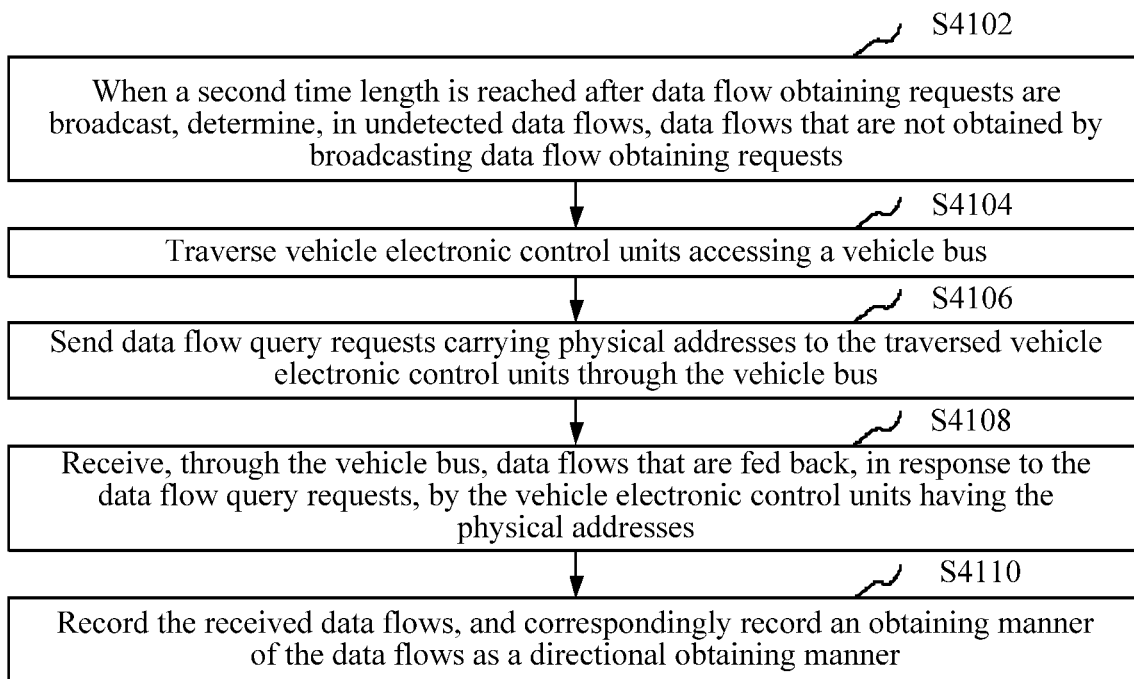 S4102
When a second time length is reached after data flow obtaining requests are
broadcast, determine, in undetected data flows, data flows that are not obtained by
broadcasting data flow obtaining requests
S4104
Traverse vehicle electronic control units accessing a vehicle bus
S4106
Send data flow query requests carrying physical addresses to the traversed vehicle
electronic control units through the vehicle bus
S4108
Receive, through the vehicle bus, data flows that are fed back, in response to the
data flow query requests, by the vehicle electronic control units having the
physical addresses
S4110
Record the received data flows, and correspondingly record an obtaining manner
of the data flows as a directional obtaining manner